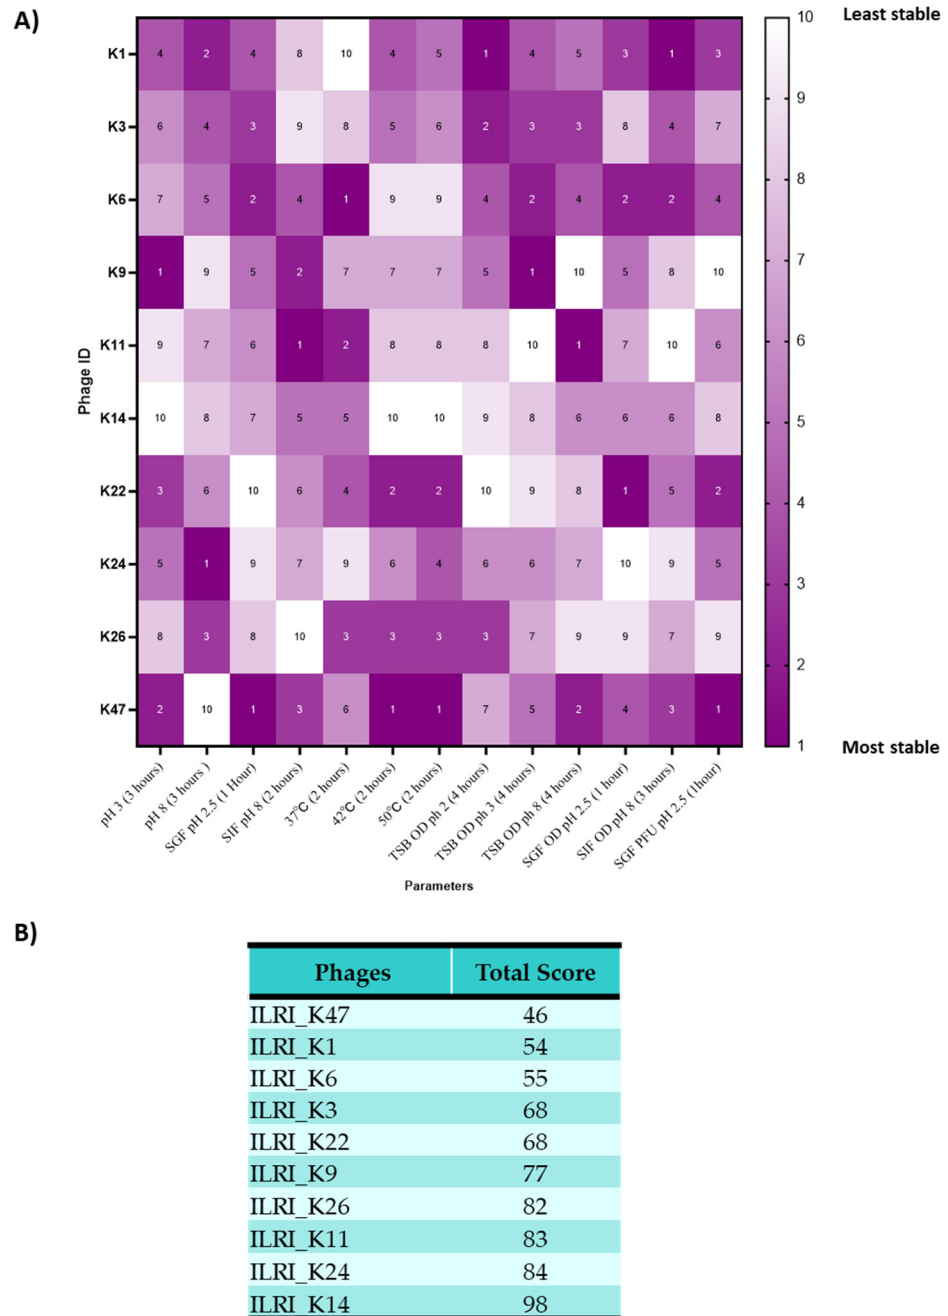 A)
Least stable
K1 4 2 4 8 10 4 5 1 4 5 3 1 3
K3 6 4 3 9 8 5 6 2 3 3 8 4 7
K6 7 5 2 4 1 9 9 4 2 4 2 2 4
K9 1 9 5 2 7 7 7 5 1 10 5 8 10
K11 9 7 6 1 2 8 8 8 10 1 7 10 6
K14 10 8 7 5 5 10 10 9 8 6 6 6 8
K22 3 6 10 6 4 2 2 10 9 8 1 5 2
K24 5 1 9 7 9 6 4 6 6 7 10 9 5
K26 8 3 8 10 3 3 3 3 7 9 9 7 9
K47 2 10 1 3 6 1 1 7 5 2 4 3 1
Phage ID
10
9
8
7
6
5
4
3
2
1
Most stable
pH 3 (3 hours)
pH 8 (3 hours )
SGF pH 2.5 (1 Hour)
SIF pH 8 (2 hours)
37°C (2 hours)
42°C (2 hours)
50°C (2 hours)
TSB OD ph 2 (4 hours)
TSB OD ph 3 (4 hours)
TSB OD ph 8 (4 hours)
SGF OD pH 2.5 (1 hour)
SIF OD pH 8 (3 hours)
SGF PFU pH 2.5 (1hour)
Parameters
B)
Phages Total Score
ILRI_K47 46
ILRI_K1 54
ILRI_K6 55
ILRI_K3 68
ILRI_K22 68
ILRI_K9 77
ILRI_K26 82
ILRI_K11 83
ILRI_K24 84
ILRI_K14 98